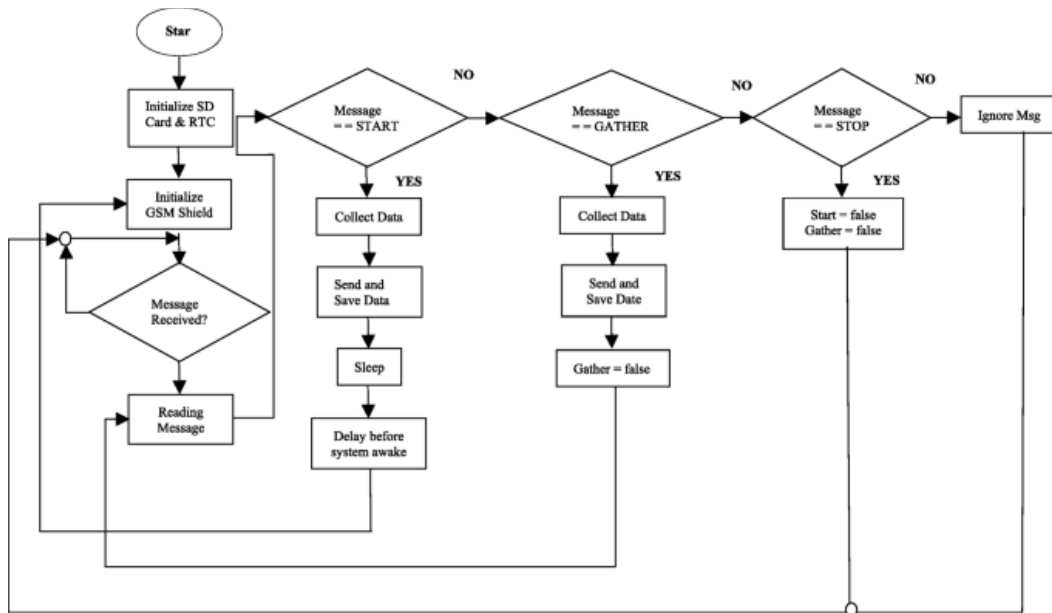 Star
Initialize SD
Card & RTC
Initialize
GSM Shield
Message
Received?
Reading
Message
Message
= = START
NO
YES
Collect Data
Send and
Save Data
Sleep
Delay before
system awake
Message
= = GATHER
NO
YES
Collect Data
Send and
Save Date
Gather = false
Message
= = STOP
NO
YES
Start = false
Gather = false
Ignore Msg